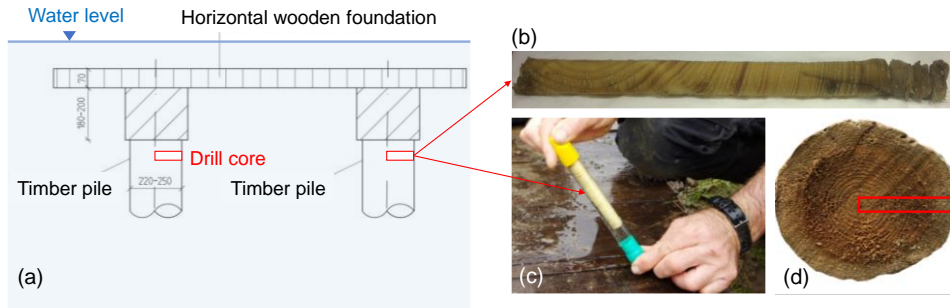 Water level
Horizontal wooden foundation
(b)
70
180-200
Drill core
Timber pile
Timber pile
220-250
(a)
(c)
(d)